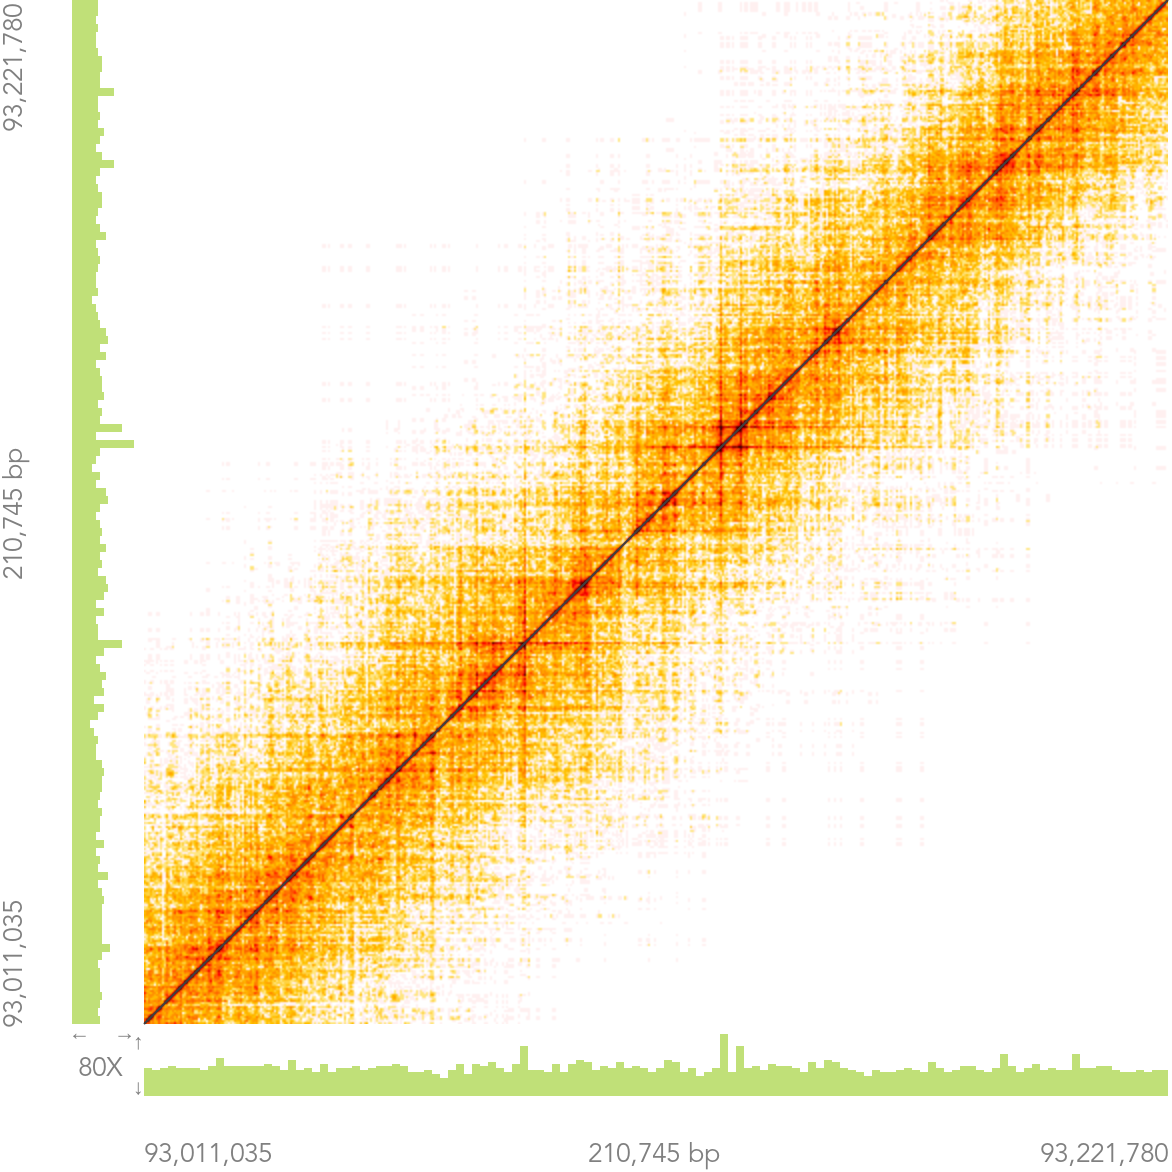 93,221,780
210,745 bp
93,011,035
← →
↑
80X
↓
93,011,035 210,745 bp 93,221,780